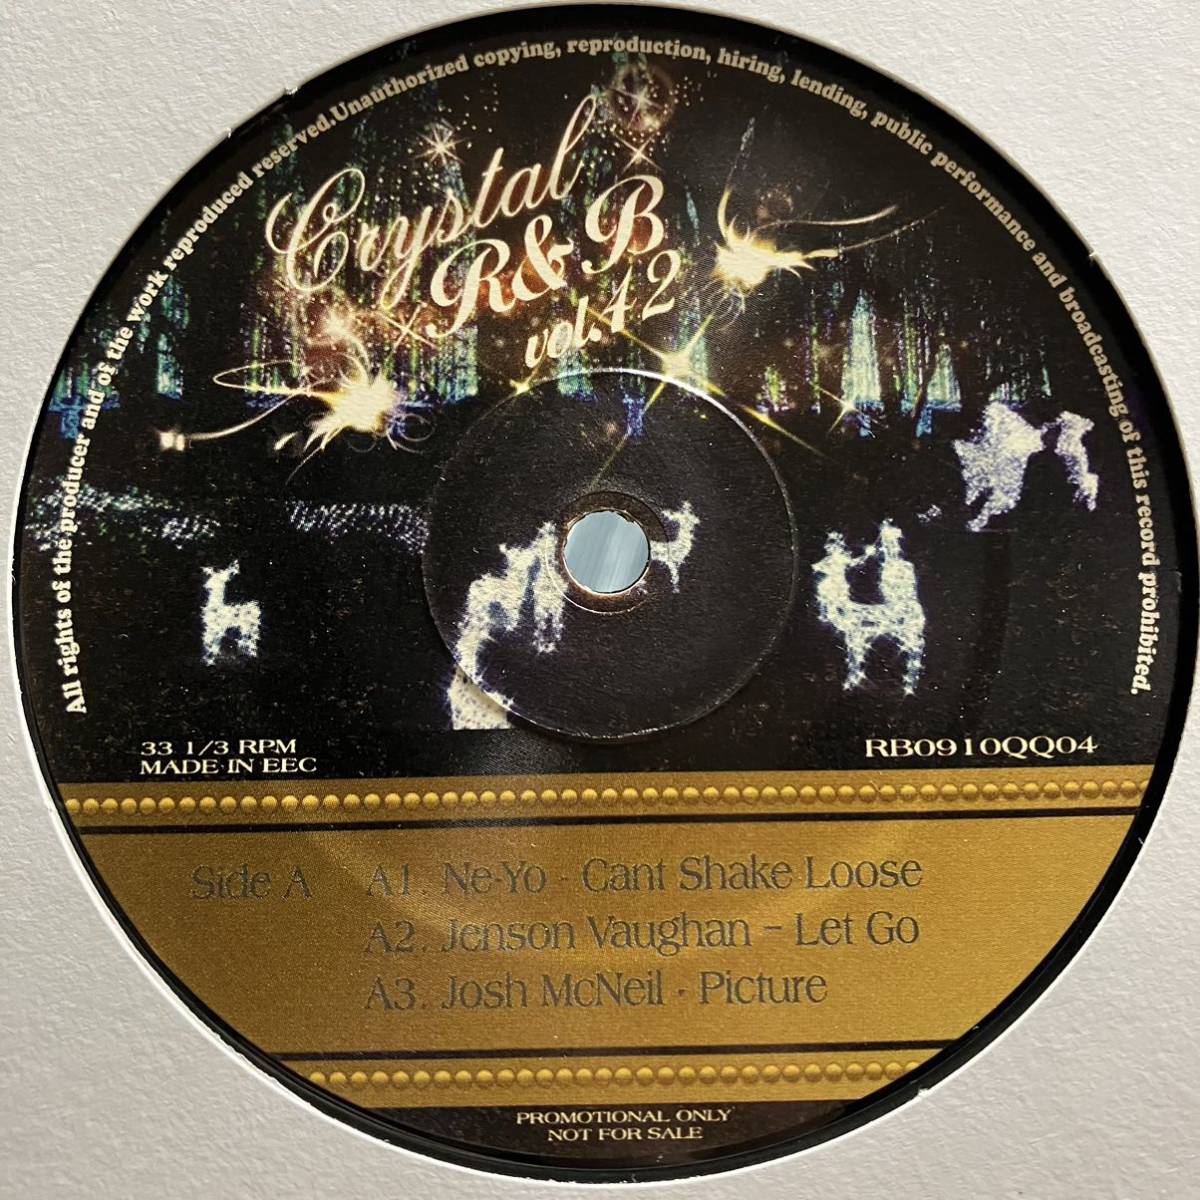 All rights of the producer and of the work reproduced reserved.Unauthorized copying, reproduction, hiring, lending, public performance and broadcasting of this record prohibited.
Crystal
R&B
vol.42
33 1/3 RPM
MADE IN EEC
RB0910QQ04
Side A
A1. Ne-Yo - Cant Shake Loose
A2. Jenson Vaughan – Let Go
A3. Josh McNeil - Picture
PROMOTIONAL ONLY
NOT FOR SALE